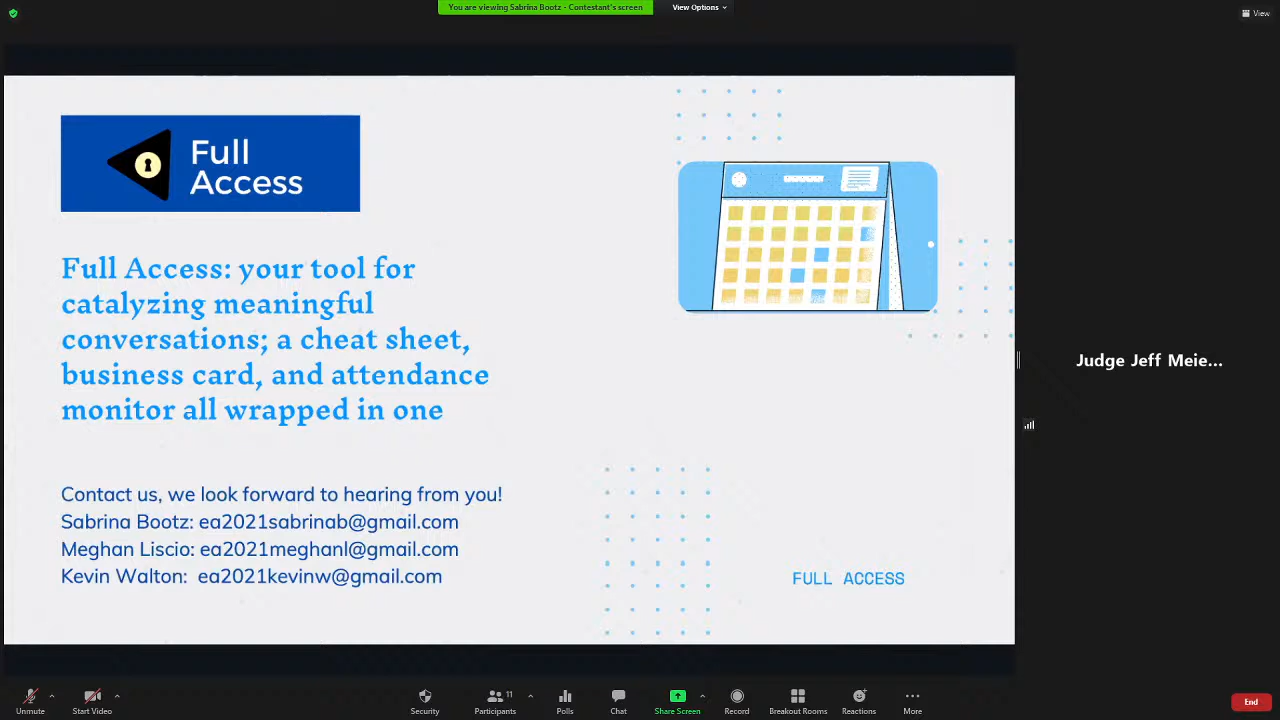 You are viewing Sabrina Bootz - Contestant's screen
View Options
View
Full
Access
Full Access: your tool for
catalyzing meaningful
conversations; a cheat sheet,
business card, and attendance
monitor all wrapped in one
Contact us, we look forward to hearing from you!
Sabrina Bootz: ea2021sabrinab@gmail.com
Meghan Liscio: ea2021meghanl@gmail.com
Kevin Walton: ea2021kevinw@gmail.com
FULL ACCESS
Judge Jeff Meie...
Unmute
Start Video
Security
Participants
11
Polls
Chat
Share Screen
Record
Breakout Rooms
Reactions
More
End